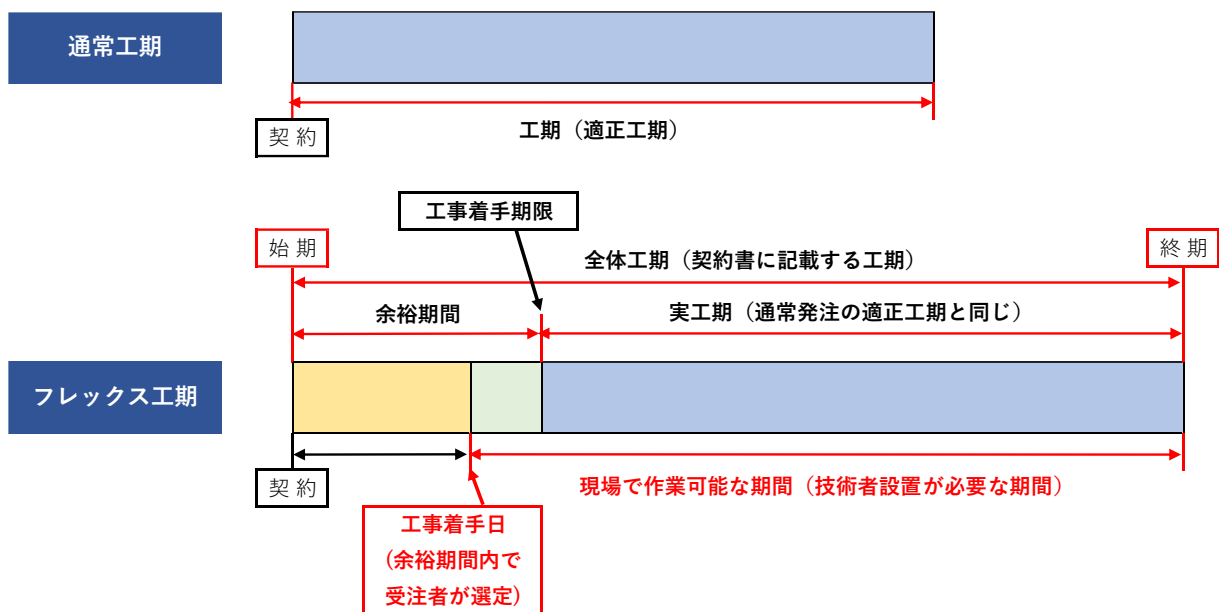 通常工期
契 約
工期（適正工期）
工事着手期限
始 期
全体工期（契約書に記載する工期）
終 期
余裕期間
実工期（通常発注の適正工期と同じ）
フレックス工期
契 約
現場で作業可能な期間（技術者設置が必要な期間）
工事着手日
(余裕期間内で
受注者が選定)